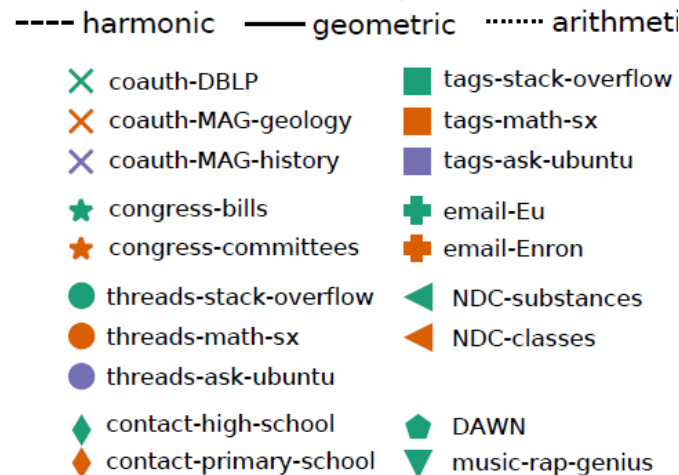 harmonic geometric arithmeti
coauth-DBLP
coauth-MAG-geology
coauth-MAG-history
congress-bills
congress-committees
threads-stack-overflow
threads-math-sx
threads-ask-ubuntu
contact-high-school
contact-primary-school
tags-stack-overflow
tags-math-sx
tags-ask-ubuntu
email-Eu
email-Enron
NDC-substances
NDC-classes
DAWN
music-rap-genius